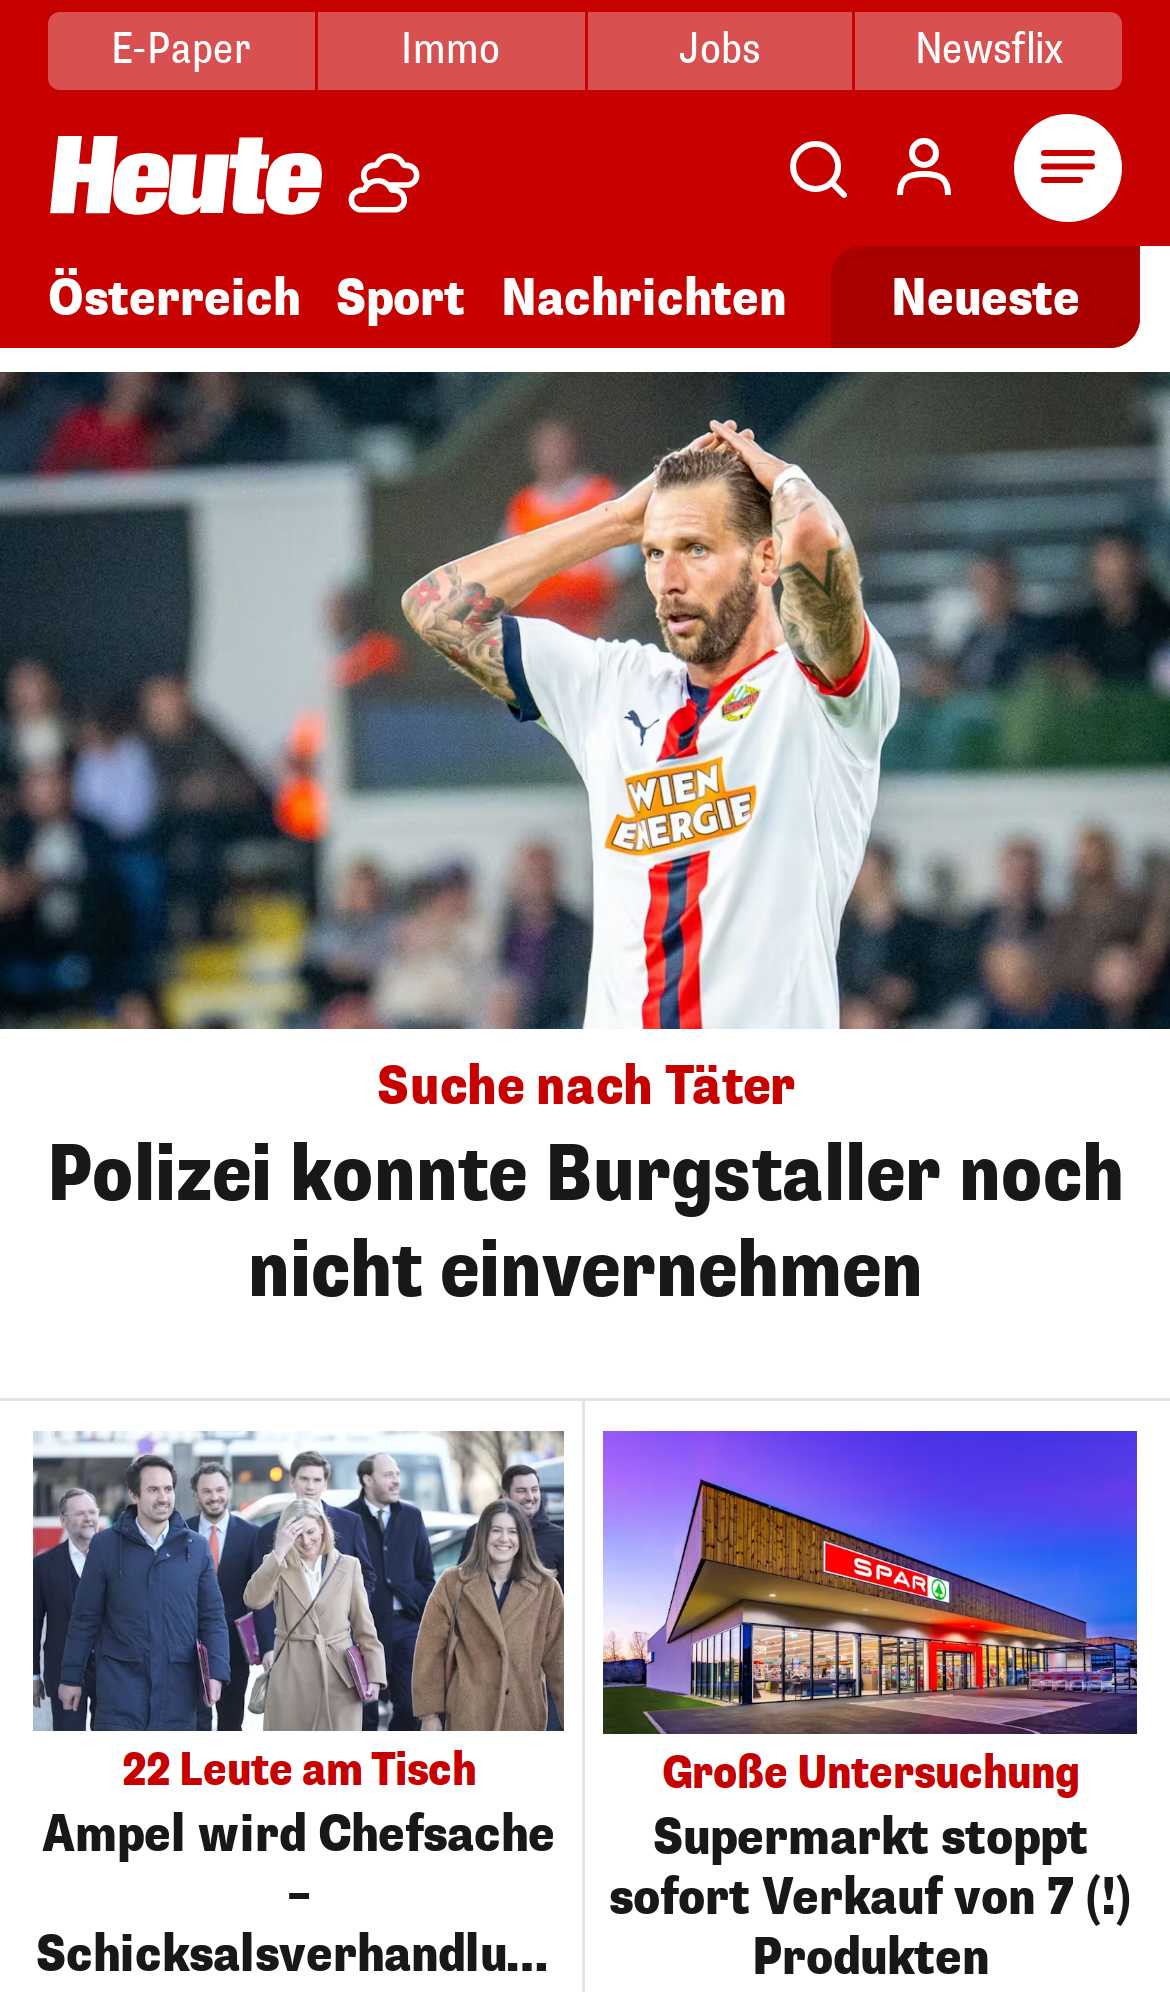 E-Paper Immo Jobs Newsflix
Heute
Österreich Sport Nachrichten Neueste
WIEN
ENERGIE
Suche nach Täter
Polizei konnte Burgstaller noch
nicht einvernehmen
22 Leute am Tisch
Ampel wird Chefsache
–
Schicksalsverhandlu...
SPAR
Große Untersuchung
Supermarkt stoppt
sofort Verkauf von 7 (!)
Produkten